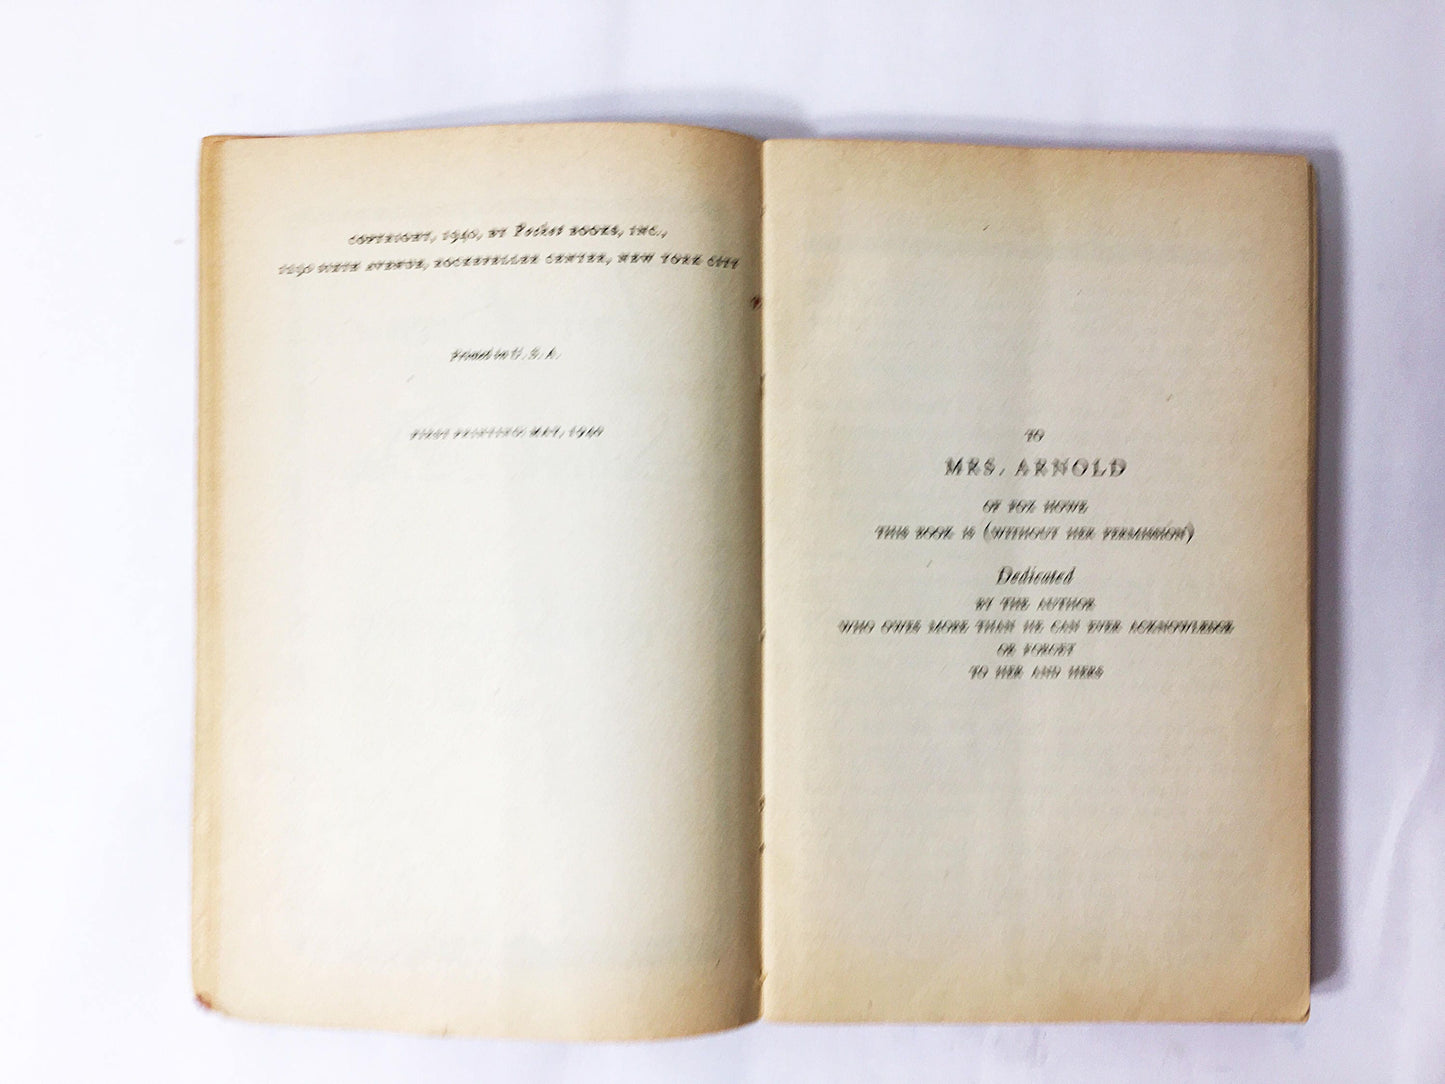 COPYRIGHT, 1940, BY Pocket BOOKS, INC.,
1230 SIXTH AVENUE, ROCKEFELLER CENTER, NEW YORK CITY
Printed in U. S. A.
FIRST PRINTING MAY, 1940
TO
MRS. ARNOLD
OF FOX HOWE
THIS BOOK IS (WITHOUT HER PERMISSION)
Dedicated
BY THE AUTHOR
WHO OWES MORE THAN HE CAN EVER ACKNOWLEDGE
OR FORGET
TO HER AND HERS